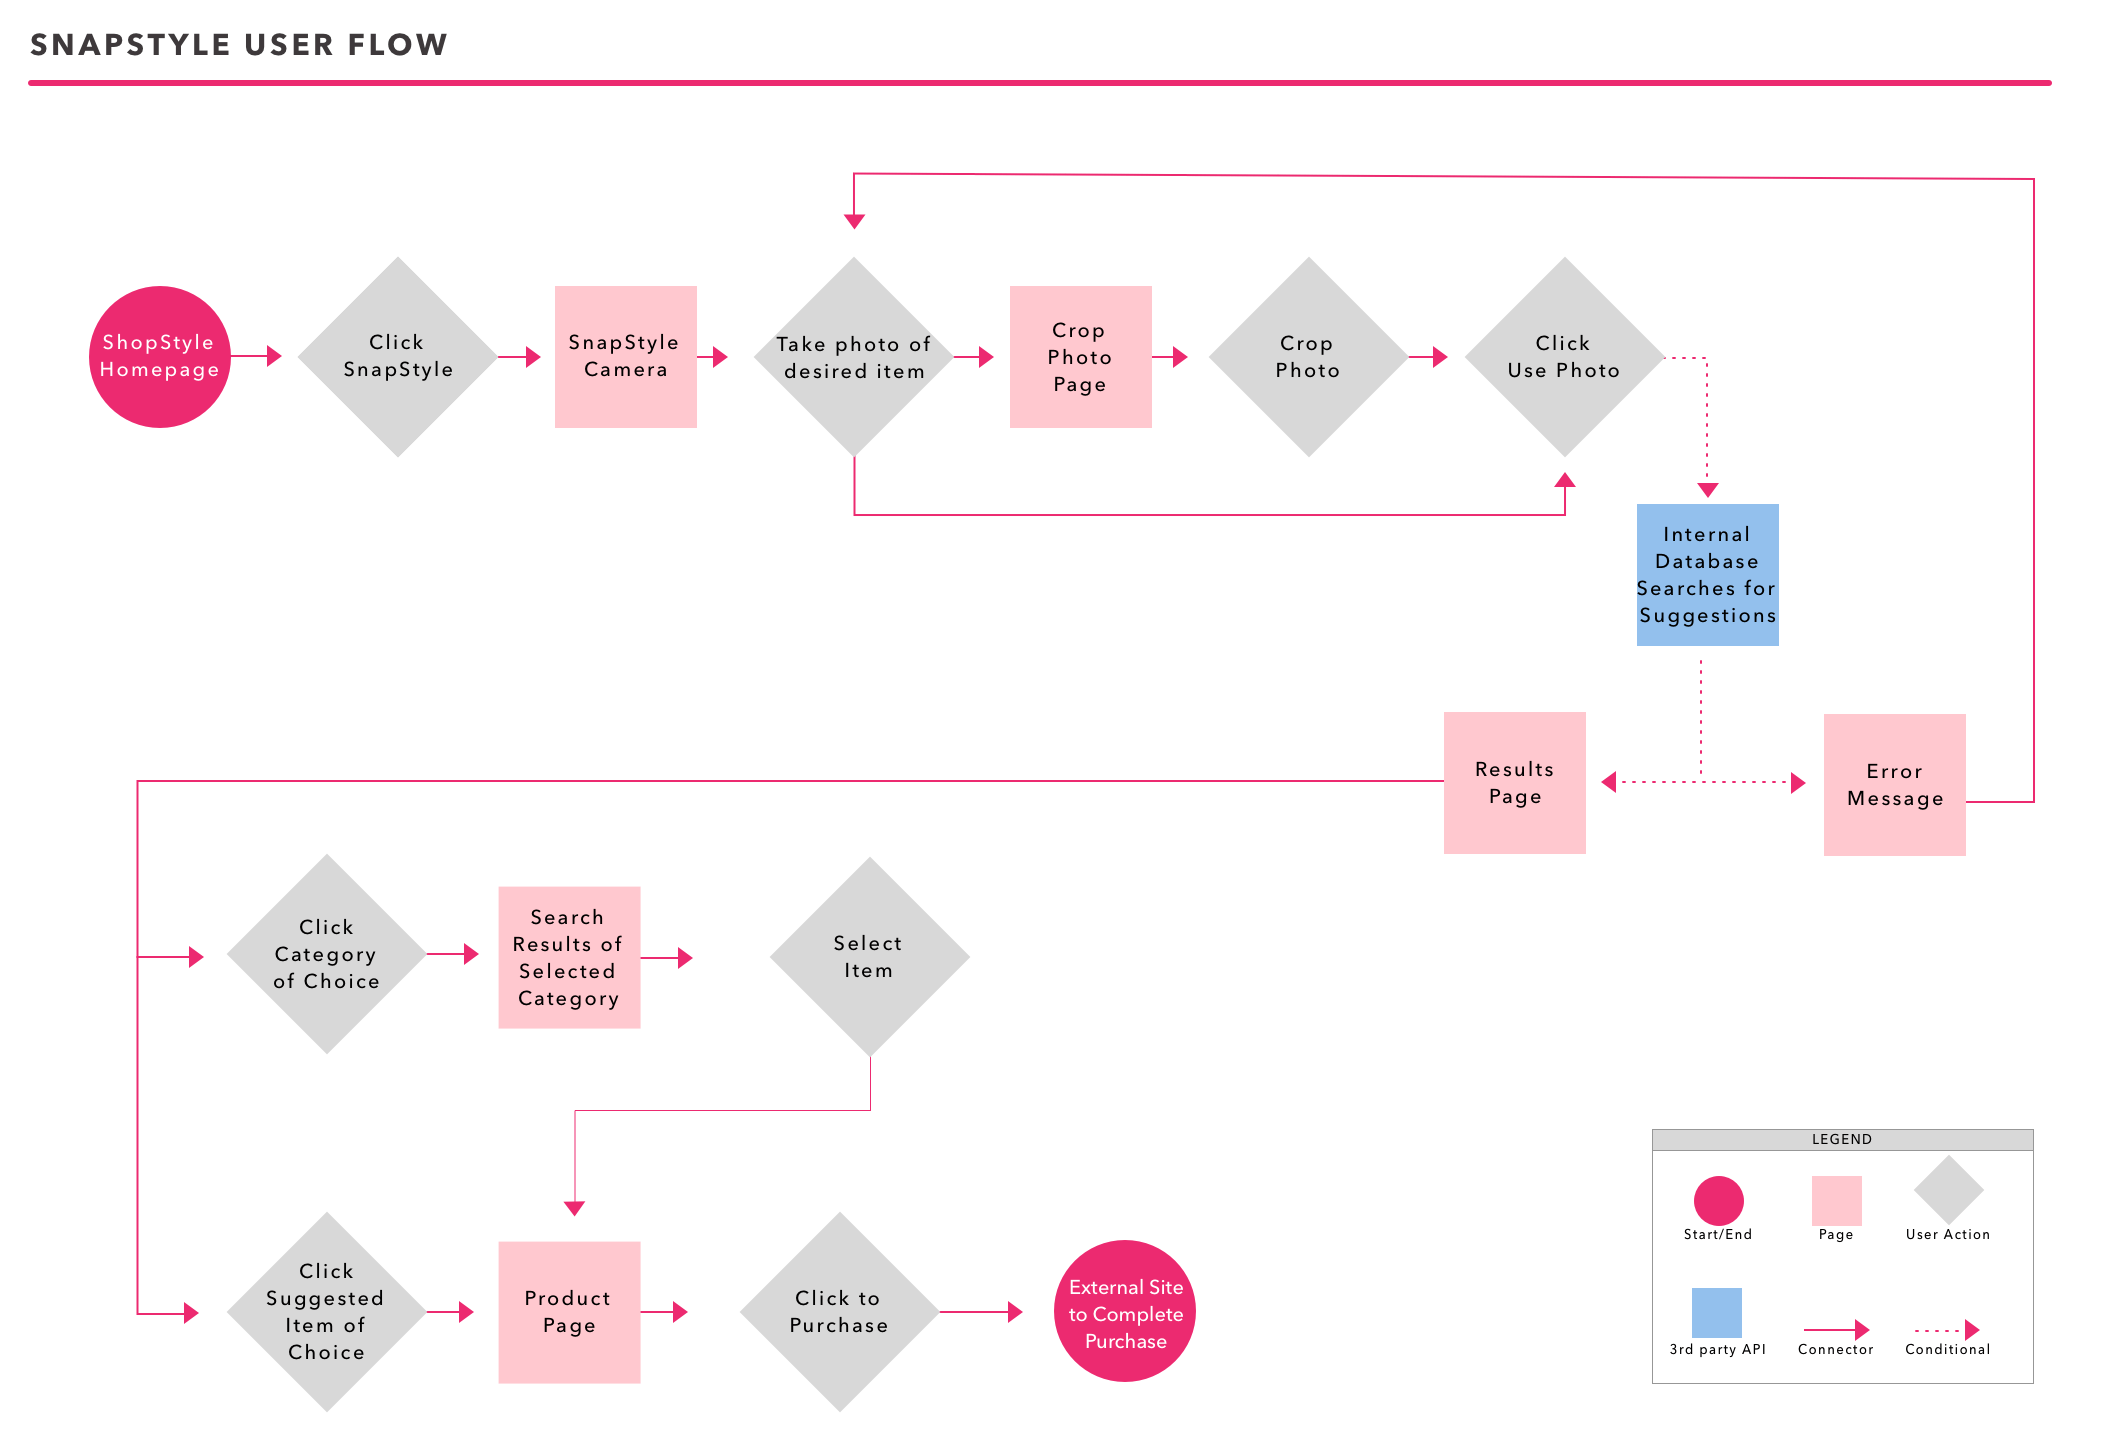 SNAPSTYLE USER FLOW
ShopStyle
Homepage
Click
SnapStyle
SnapStyle
Camera
Take photo of
desired item
Crop
Photo
Page
Crop
Photo
Click
Use Photo
Internal
Database
Searches for
Suggestions
Results
Page
Error
Message
Click
Category
of Choice
Search
Results of
Selected
Category
Select
Item
Click
Suggested
Item of
Choice
Product
Page
Click to
Purchase
External Site
to Complete
Purchase
LEGEND
Start/End
Page
User Action
3rd party API
Connector
Conditional